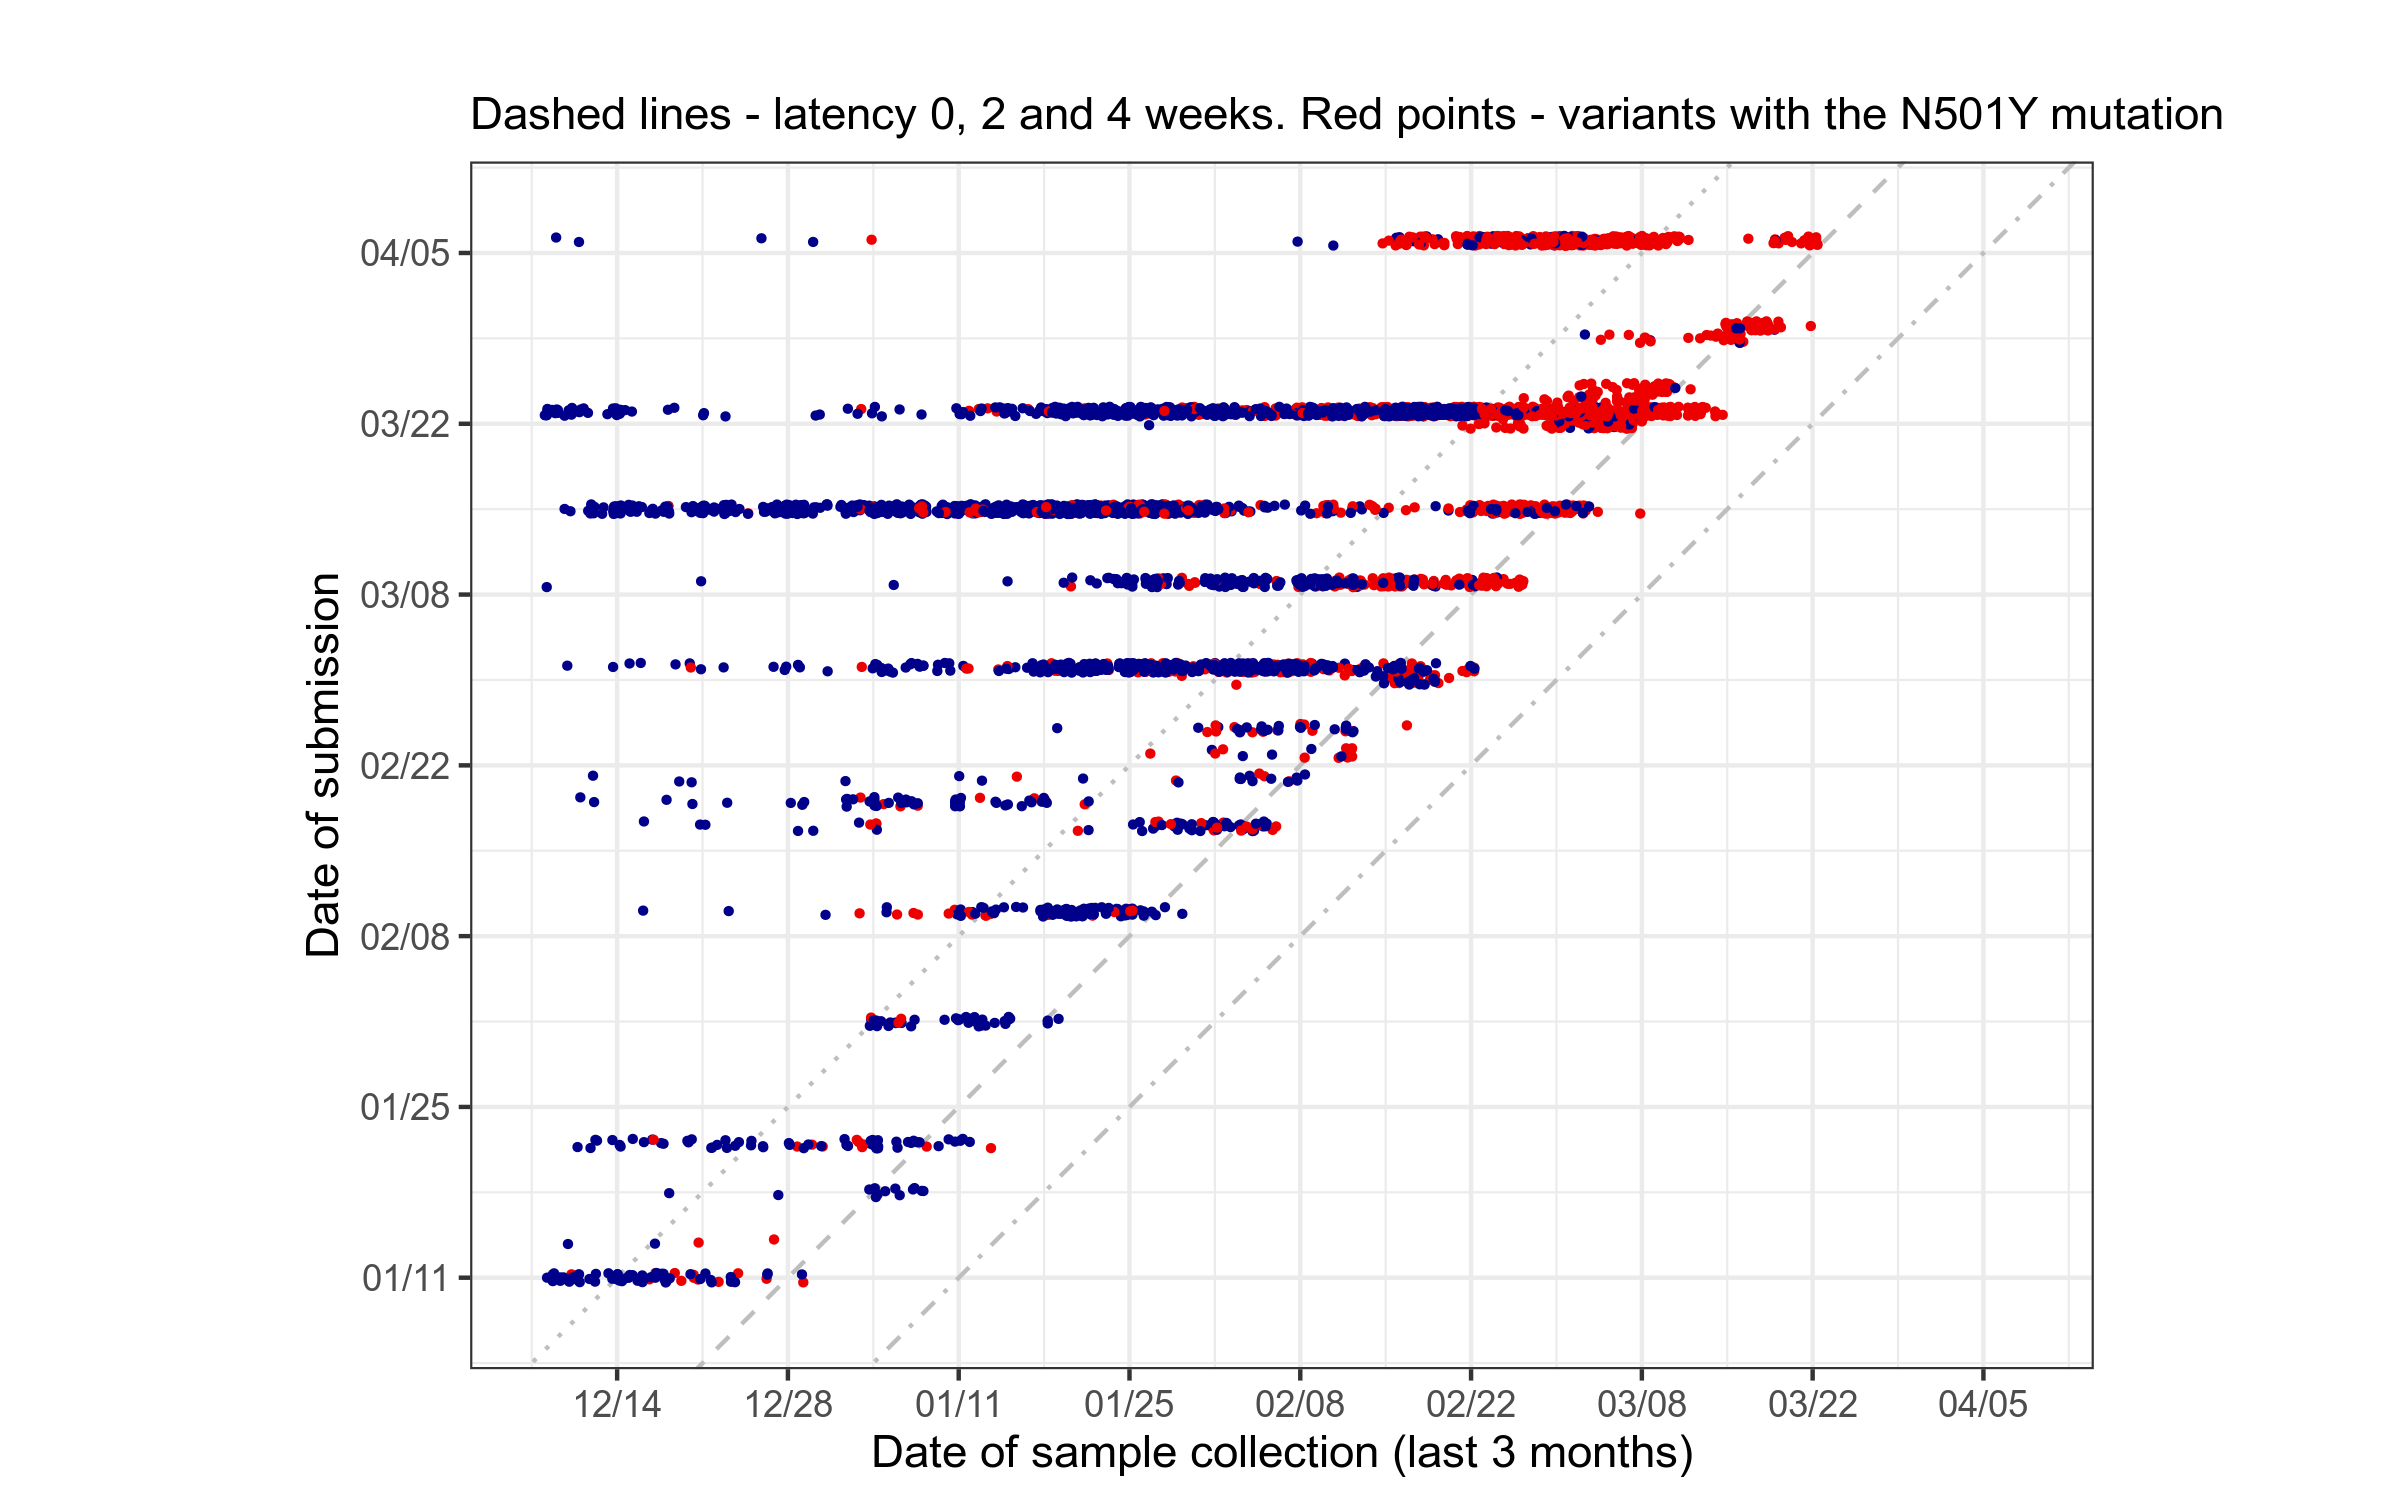 Dashed lines - latency 0, 2 and 4 weeks. Red points - variants with the N501Y mutation
Date of submission
04/05
03/22
03/08
02/22
02/08
01/25
01/11
12/14 12/28 01/11 01/25 02/08 02/22 03/08 03/22 04/05
Date of sample collection (last 3 months)